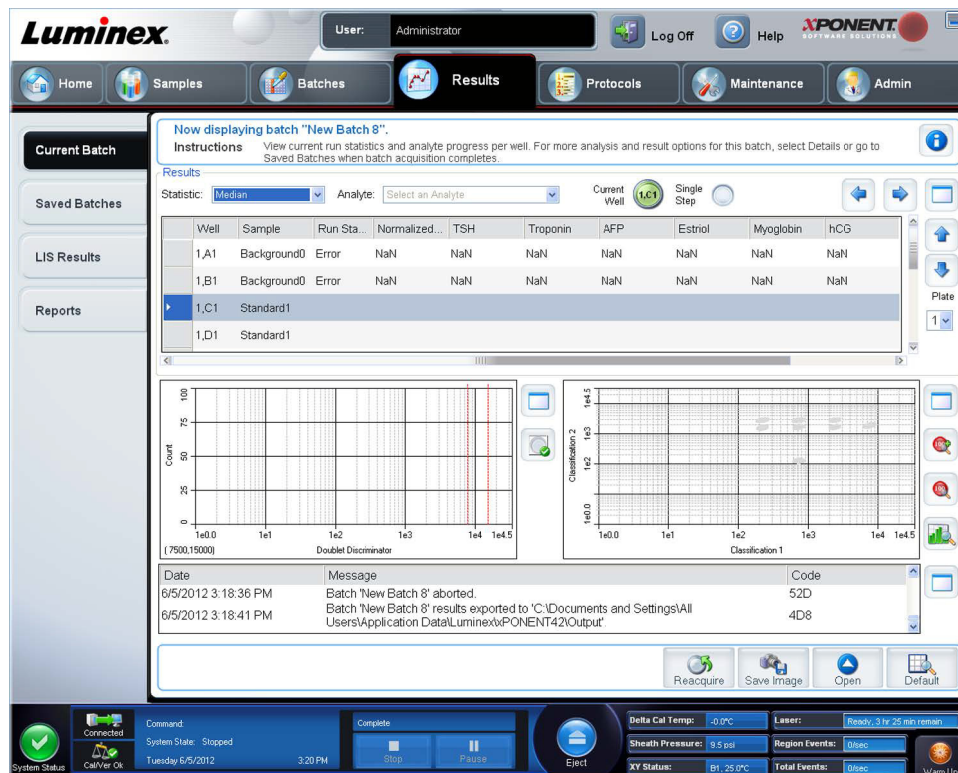 Luminex.
User: Administrator
Log Off
Help
XPONENT
SOFTWARE SOLUTIONS
Home
Samples
Batches
Results
Protocols
Maintenance
Admin
Current Batch
Saved Batches
LIS Results
Reports
Now displaying batch "New Batch 8".
Instructions View current run statistics and analyte progress per well. For more analysis and result options for this batch, select Details or go to
Saved Batches when batch acquisition completes.
Results
Statistic: Median Analyte: Select an Analyte Current Well 1,C1 Single Step
Well Sample Run Sta... Normalized... TSH Troponin AFP Estriol Myoglobin hCG
1,A1 Background0 Error NaN NaN NaN NaN NaN NaN NaN
1,B1 Background0 Error NaN NaN NaN NaN NaN NaN NaN
1,C1 Standard1
1,D1 Standard1
Plate
1
Count
100
75
50
25
0
1e0.0 1e1 1e2 1e3 1e4 1e4.5
(7500,15000) Doublet Discriminator
Classification 2
1e4.5
1e3
1e2
1e0.0
1e0.0 1e1 1e2 1e3 1e4 1e4.5
Classification 1
Date Message Code
6/5/2012 3:18:36 PM Batch 'New Batch 8' aborted. 52D
6/5/2012 3:18:41 PM Batch 'New Batch 8' results exported to 'C:\Documents and Settings\All
Users\Application Data\Luminex\xPONENT42\Output'. 4D8
Reacquire
Save Image
Open
Default
System Status
Connected
Cal/Ver Ok
Command:
System State: Stopped
Tuesday 6/5/2012 3:20 PM
Complete
Stop
Pause
Eject
Delta Cal Temp: -0.0°C Laser: Ready, 3 hr 25 min remain
Sheath Pressure: 9.5 psi Region Events: 0/sec
XY Status: B1, 25.0°C Total Events: 0/sec
Warm Up